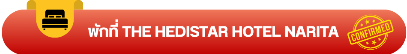 พักที่ THE HEDISTAR HOTEL NARITA
CONFIRMED